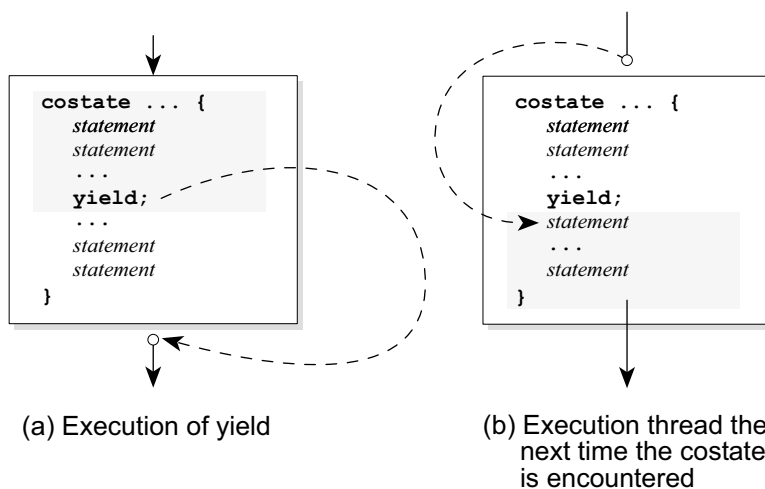 costate ... {
statement
statement
...
yield;
...
statement
statement
}
(a) Execution of yield
costate ... {
statement
statement
...
yield;
statement
...
statement
}
(b) Execution thread the
next time the costate
is encountered